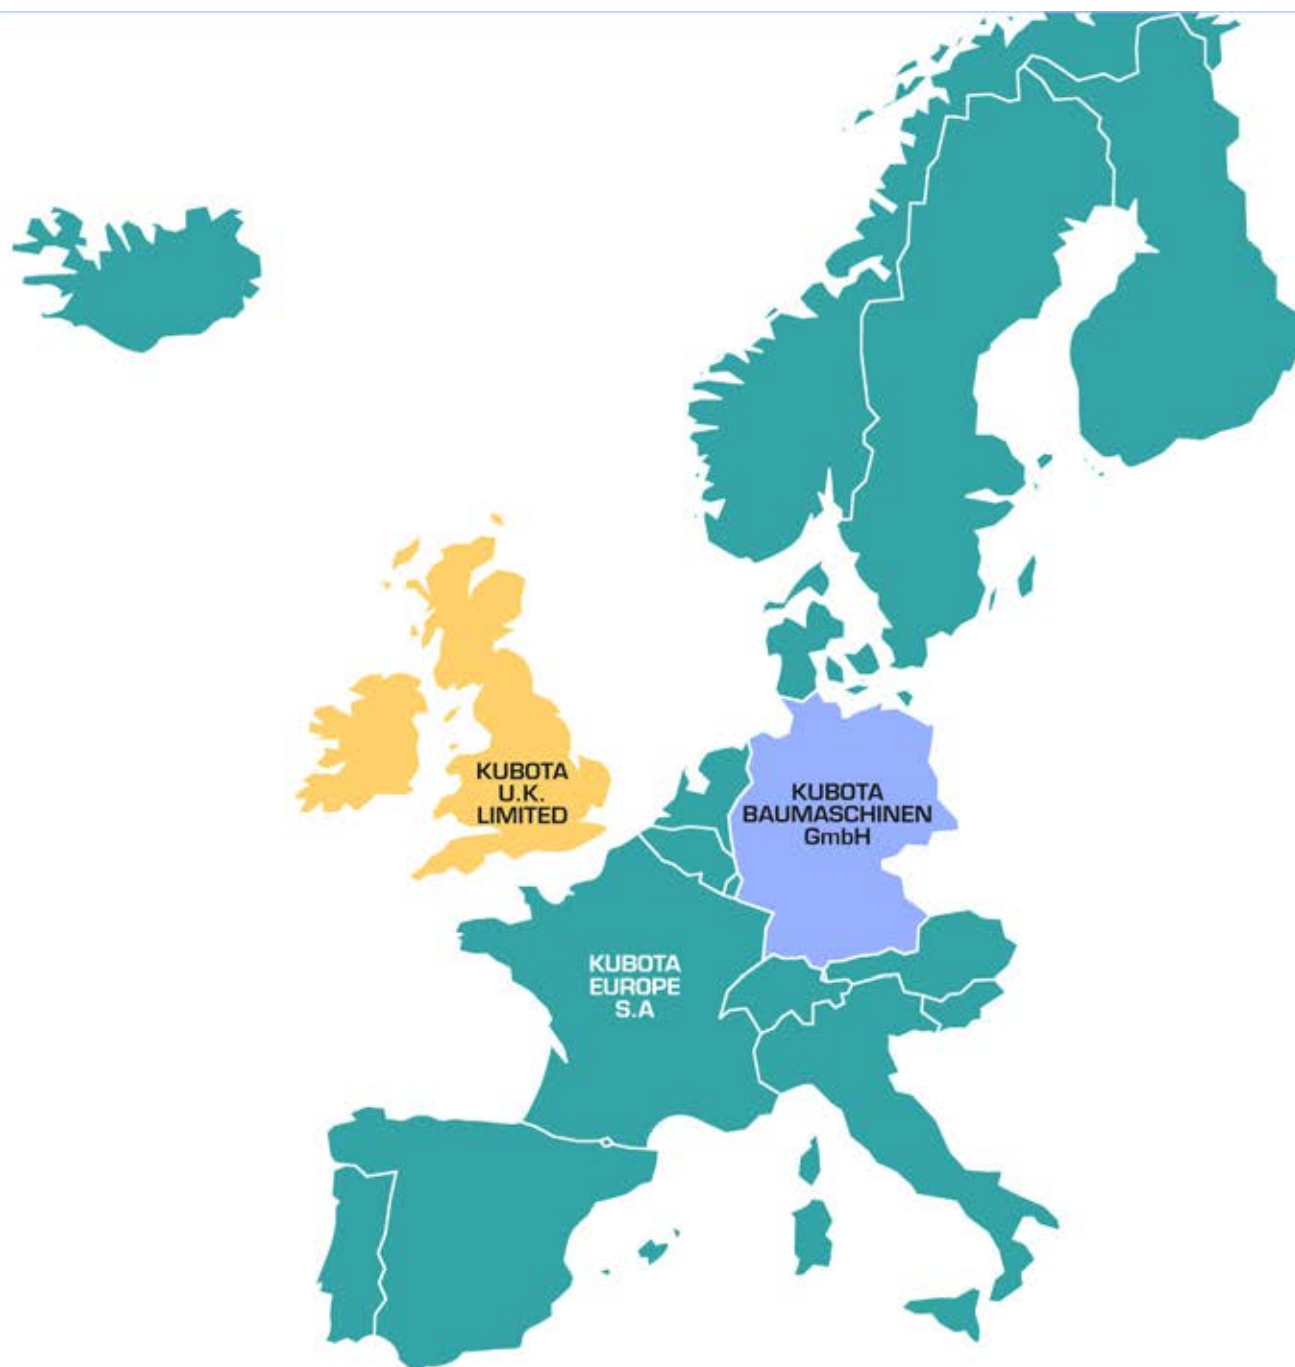 KUBOTA
U.K.
LIMITED
KUBOTA
BAUMASCHINEN
GmbH
KUBOTA
EUROPE
S.A